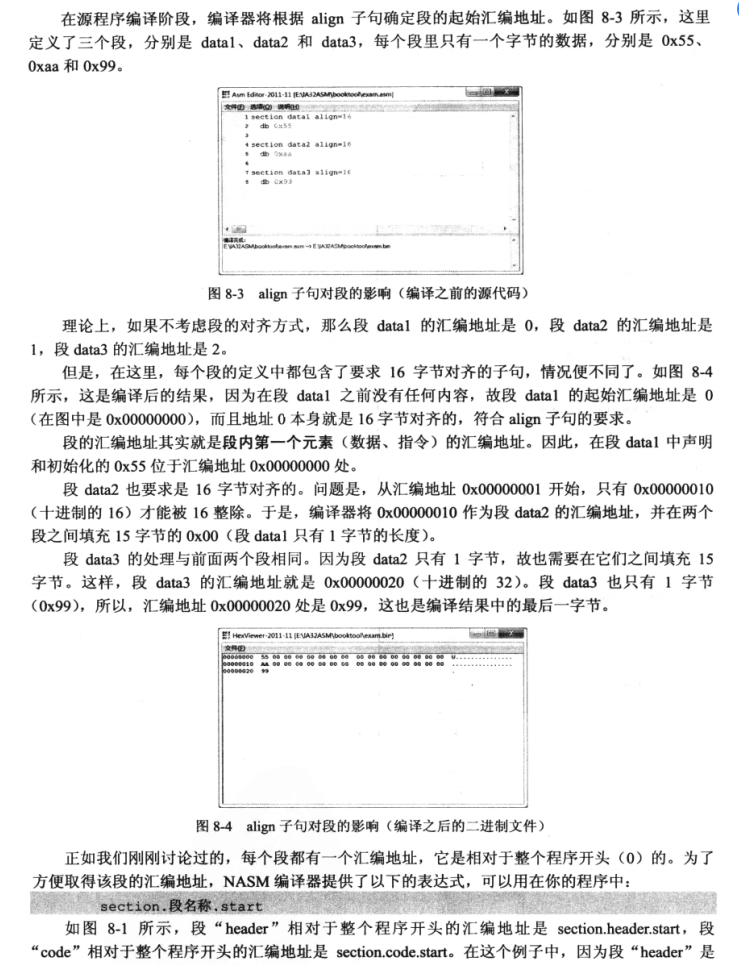 在源程序编译阶段，编译器将根据 align 子句确定段的起始汇编地址。如图 8-3 所示，这里
定义了三个段，分别是 data1、data2 和 data3，每个段里只有一个字节的数据，分别是 0x55、
0xaa 和 0x99。
Asm Editor-2011-11 [E:\IA32ASM\booktool\exam.asm]
文件(F) 选项(O) 说明(H)
1 section data1 align=16
2 db 0x55
3
4 section data2 align=16
5 db 0xaa
6
7 section data3 align=16
8 db 0x99
编译完成:
E:\IA32ASM\booktool\exam.asm -> E:\IA32ASM\booktool\exam.bin
图 8-3 align 子句对段的影响（编译之前的源代码）
理论上，如果不考虑段的对齐方式，那么段 data1 的汇编地址是 0，段 data2 的汇编地址是
1，段 data3 的汇编地址是 2。
但是，在这里，每个段的定义中都包含了要求 16 字节对齐的子句，情况便不同了。如图 8-4
所示，这是编译后的结果，因为在段 data1 之前没有任何内容，故段 data1 的起始汇编地址是 0
（在图中是 0x00000000），而且地址 0 本身就是 16 字节对齐的，符合 align 子句的要求。
段的汇编地址其实就是段内第一个元素（数据、指令）的汇编地址。因此，在段 data1 中声明
和初始化的 0x55 位于汇编地址 0x00000000 处。
段 data2 也要求是 16 字节对齐的。问题是，从汇编地址 0x00000001 开始，只有 0x00000010
（十进制的 16）才能被 16 整除。于是，编译器将 0x00000010 作为段 data2 的汇编地址，并在两个
段之间填充 15 字节的 0x00（段 data1 只有 1 字节的长度）。
段 data3 的处理与前面两个段相同。因为段 data2 只有 1 字节，故也需要在它们之间填充 15
字节。这样，段 data3 的汇编地址就是 0x00000020（十进制的 32）。段 data3 也只有 1 字节
（0x99），所以，汇编地址 0x00000020 处是 0x99，这也是编译结果中的最后一字节。
HexViewer-2011-11 [E:\IA32ASM\booktool\exam.bin]
文件(F)
00000000 55 00 00 00 00 00 00 00 00 00 00 00 00 00 00 00 U...............
00000010 AA 00 00 00 00 00 00 00 00 00 00 00 00 00 00 00 ................
00000020 99 .
图 8-4 align 子句对段的影响（编译之后的二进制文件）
正如我们刚刚讨论过的，每个段都有一个汇编地址，它是相对于整个程序开头（0）的。为了
方便取得该段的汇编地址，NASM 编译器提供了以下的表达式，可以用在你的程序中：
section.段名称.start
如图 8-1 所示，段“header”相对于整个程序开头的汇编地址是 section.header.start，段
“code”相对于整个程序开头的汇编地址是 section.code.start。在这个例子中，因为段“header”是